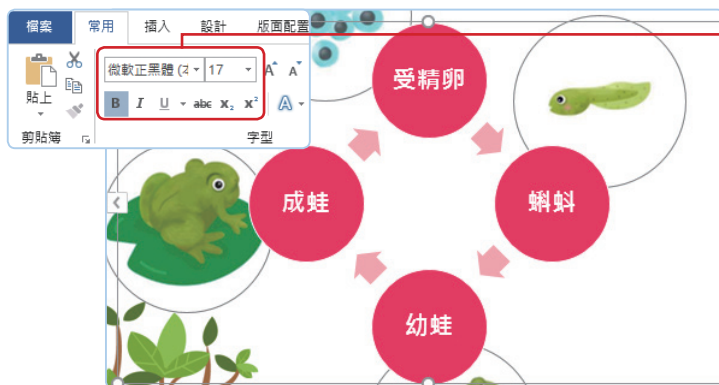 檔案 常用 插入 設計 版面配置
微軟正黑體 17 A A
貼上
B I U abc x₂ x² A
剪貼簿 字型
受精卵
成蛙 蝌蚪
幼蛙